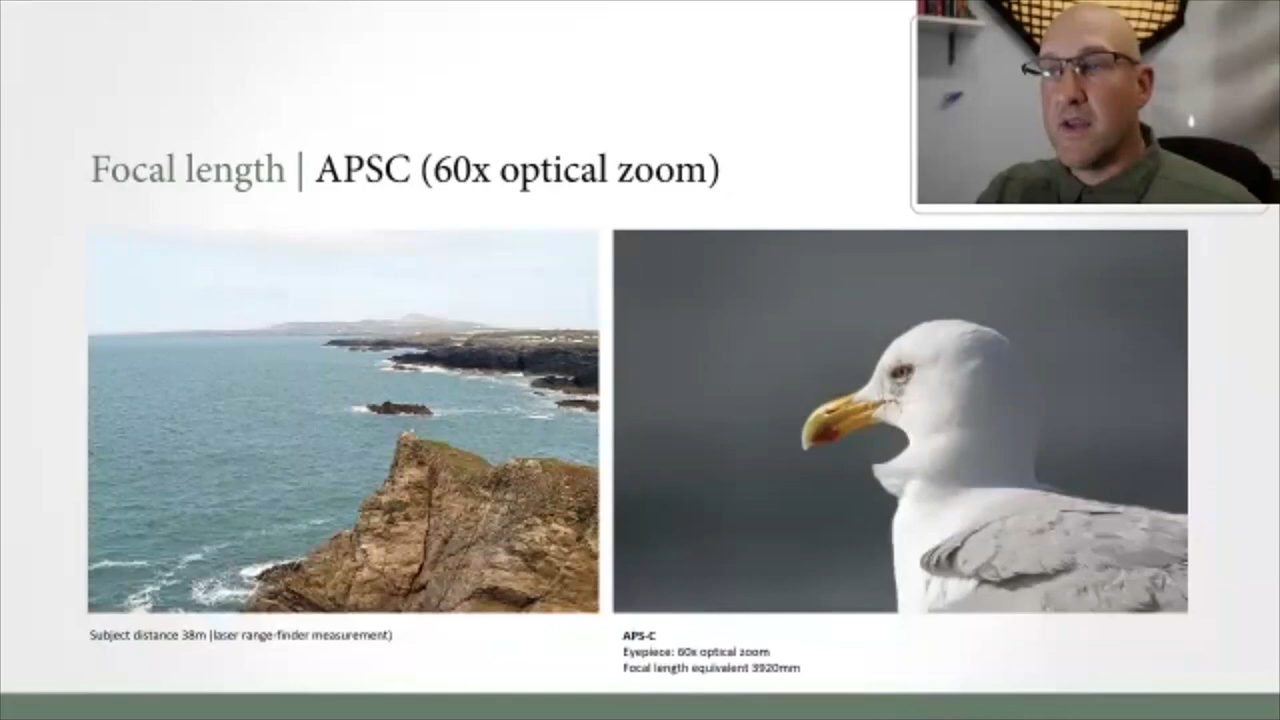 Focal length | APSC (60x optical zoom)
Subject distance 38m (laser range-finder measurement)
APS-C
Eyepiece: 60x optical zoom
Focal length equivalent 3920mm